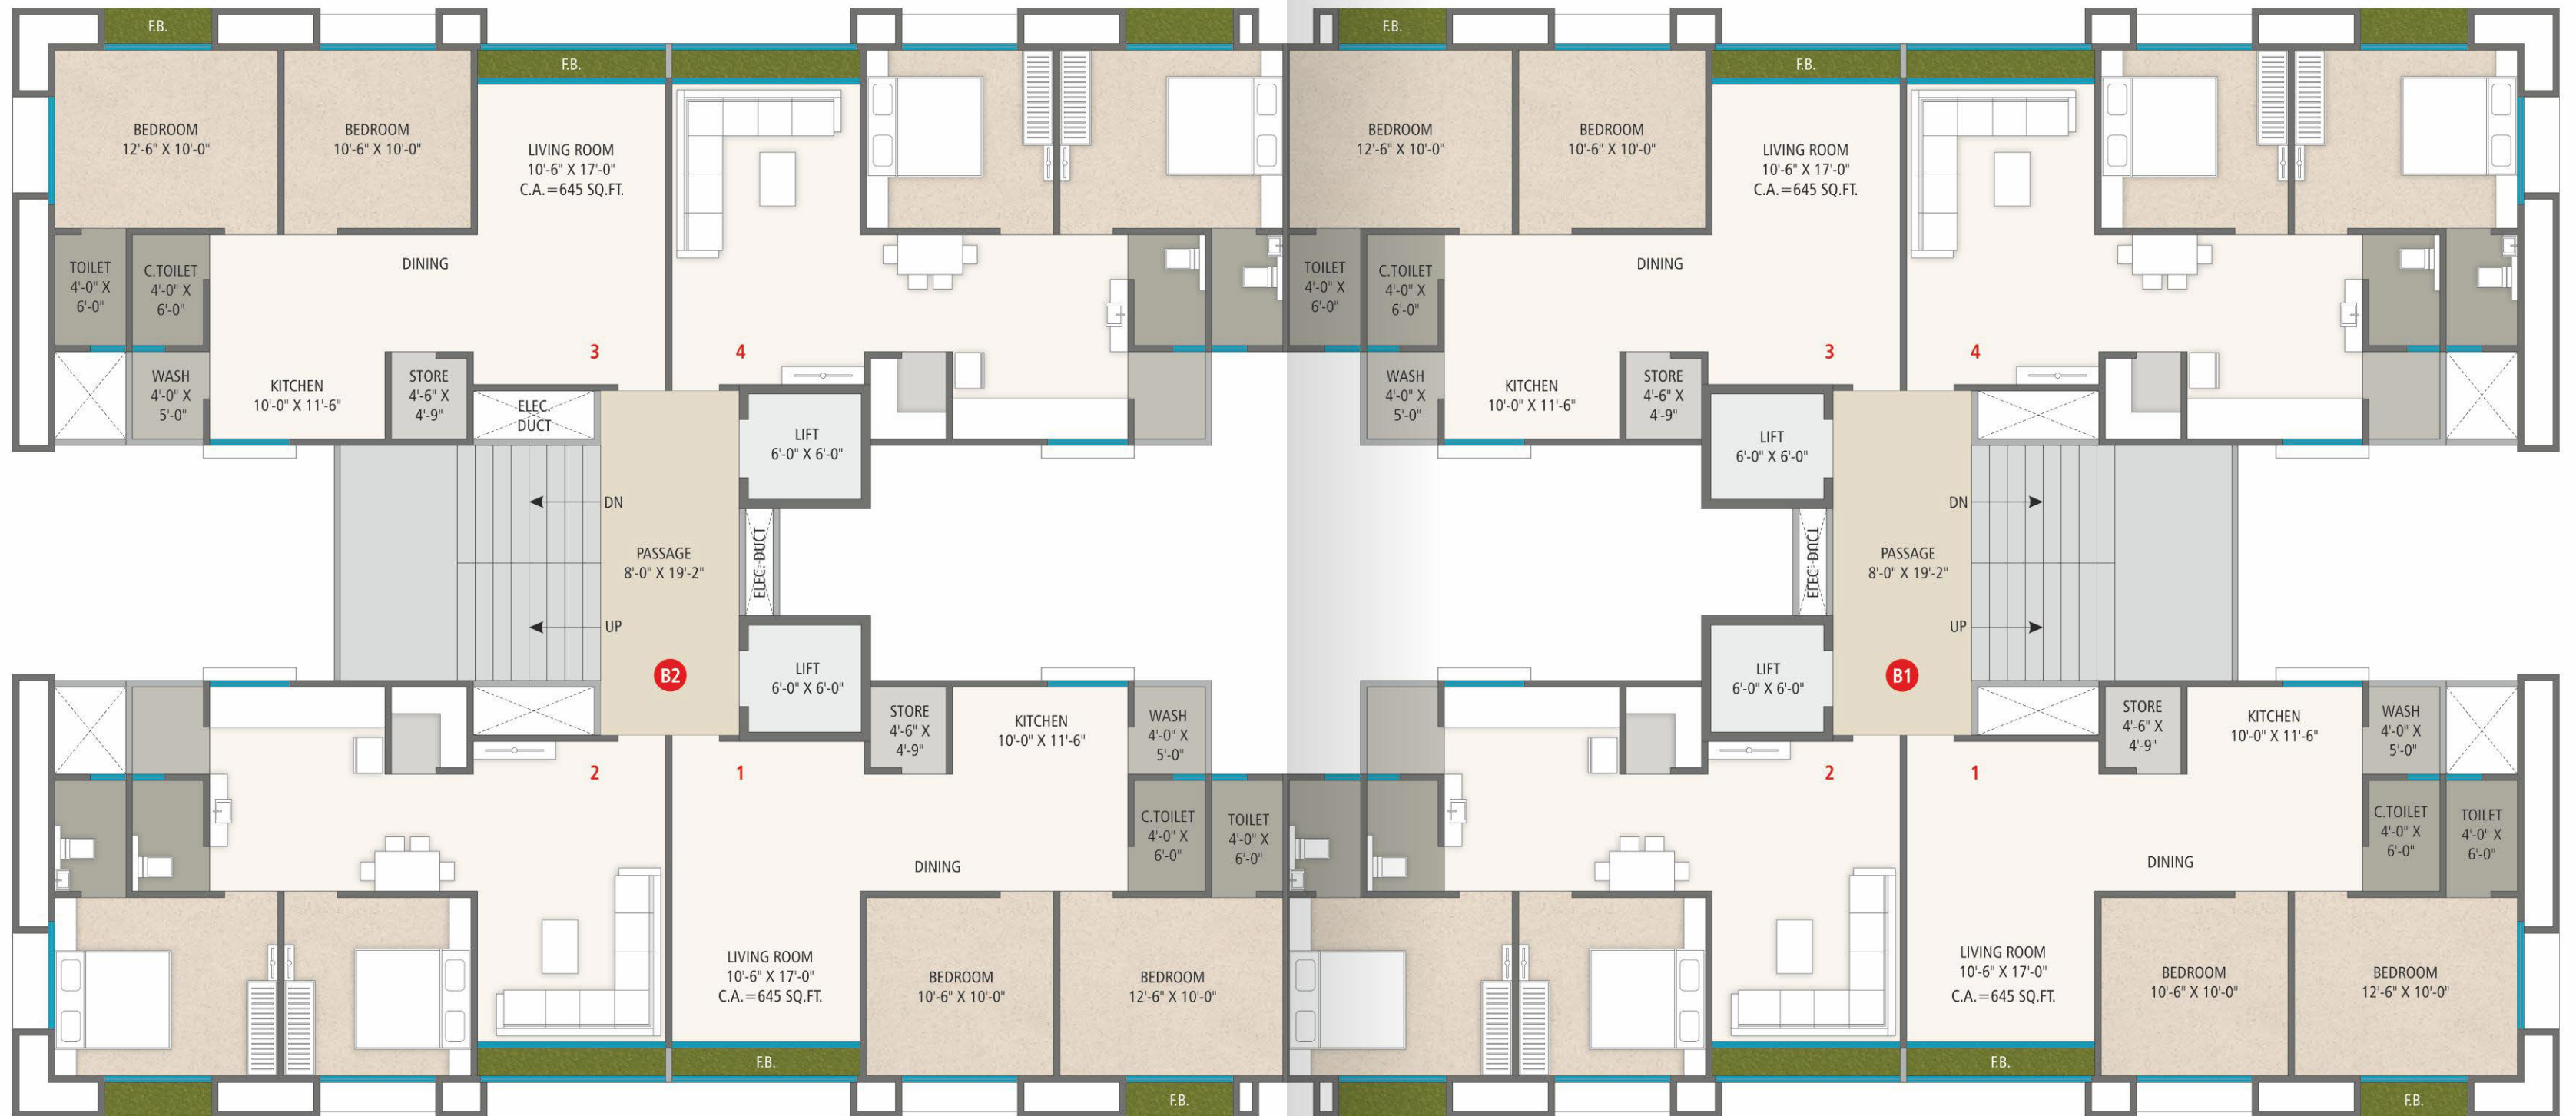 F.B.
F.B.
BEDROOM
12'-6" X 10'-0"
BEDROOM
10'-6" X 10'-0"
LIVING ROOM
10'-6" X 17'-0"
C.A.=645 SQ.FT.
TOILET
4'-0" X
6'-0"
C.TOILET
4'-0" X
6'-0"
DINING
WASH
4'-0" X
5'-0"
KITCHEN
10'-0" X 11'-6"
STORE
4'-6" X
4'-9"
3
4
ELEC.
DUCT
LIFT
6'-0" X 6'-0"
DN
PASSAGE
8'-0" X 19'-2"
ELEC. DUCT
UP
B2
LIFT
6'-0" X 6'-0"
2
1
STORE
4'-6" X
4'-9"
KITCHEN
10'-0" X 11'-6"
WASH
4'-0" X
5'-0"
C.TOILET
4'-0" X
6'-0"
TOILET
4'-0" X
6'-0"
DINING
LIVING ROOM
10'-6" X 17'-0"
C.A.=645 SQ.FT.
BEDROOM
10'-6" X 10'-0"
BEDROOM
12'-6" X 10'-0"
F.B.
F.B.
F.B.
F.B.
BEDROOM
12'-6" X 10'-0"
BEDROOM
10'-6" X 10'-0"
LIVING ROOM
10'-6" X 17'-0"
C.A.=645 SQ.FT.
TOILET
4'-0" X
6'-0"
C.TOILET
4'-0" X
6'-0"
DINING
WASH
4'-0" X
5'-0"
KITCHEN
10'-0" X 11'-6"
STORE
4'-6" X
4'-9"
3
4
LIFT
6'-0" X 6'-0"
DN
ELEC. DUCT
PASSAGE
8'-0" X 19'-2"
UP
LIFT
6'-0" X 6'-0"
B1
2
1
STORE
4'-6" X
4'-9"
KITCHEN
10'-0" X 11'-6"
WASH
4'-0" X
5'-0"
C.TOILET
4'-0" X
6'-0"
TOILET
4'-0" X
6'-0"
DINING
LIVING ROOM
10'-6" X 17'-0"
C.A.=645 SQ.FT.
BEDROOM
10'-6" X 10'-0"
BEDROOM
12'-6" X 10'-0"
F.B.
F.B.